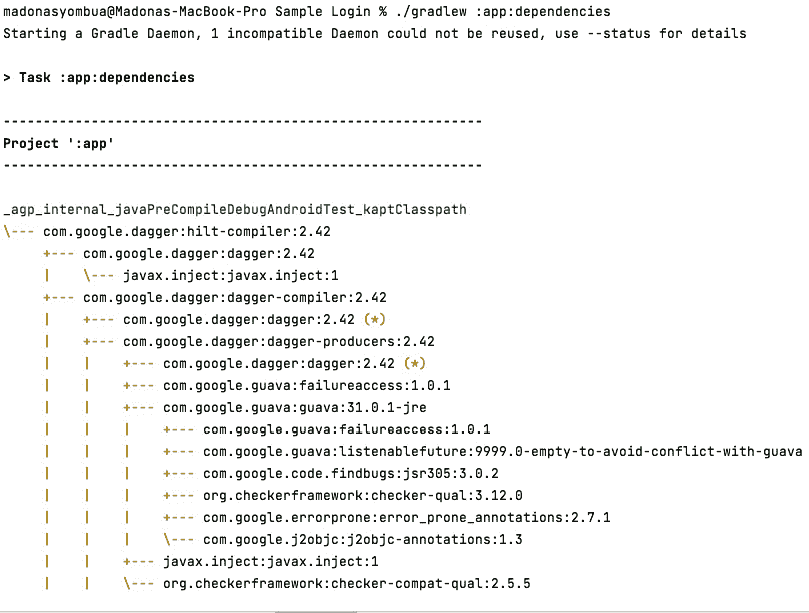 madonasyombua@Madonas-MacBook-Pro Sample Login % ./gradlew :app:dependencies
Starting a Gradle Daemon, 1 incompatible Daemon could not be reused, use --status for details
> Task :app:dependencies
------------------------------------------------------------
Project ':app'
------------------------------------------------------------
_agp_internal_javaPreCompileDebugAndroidTest_kaptClasspath
\--- com.google.dagger:hilt-compiler:2.42
     +--- com.google.dagger:dagger:2.42
     |    \--- javax.inject:javax.inject:1
     +--- com.google.dagger:dagger-compiler:2.42
     |    +--- com.google.dagger:dagger:2.42 (*)
     |    +--- com.google.dagger:dagger-producers:2.42
     |    |    +--- com.google.dagger:dagger:2.42 (*)
     |    |    +--- com.google.guava:failureaccess:1.0.1
     |    |    +--- com.google.guava:guava:31.0.1-jre
     |    |    |    +--- com.google.guava:failureaccess:1.0.1
     |    |    |    +--- com.google.guava:listenablefuture:9999.0-empty-to-avoid-conflict-with-guava
     |    |    |    +--- com.google.code.findbugs:jsr305:3.0.2
     |    |    |    +--- org.checkerframework:checker-qual:3.12.0
     |    |    |    +--- com.google.errorprone:error_prone_annotations:2.7.1
     |    |    |    \--- com.google.j2objc:j2objc-annotations:1.3
     |    |    +--- javax.inject:javax.inject:1
     |    |    \--- org.checkerframework:checker-compat-qual:2.5.5